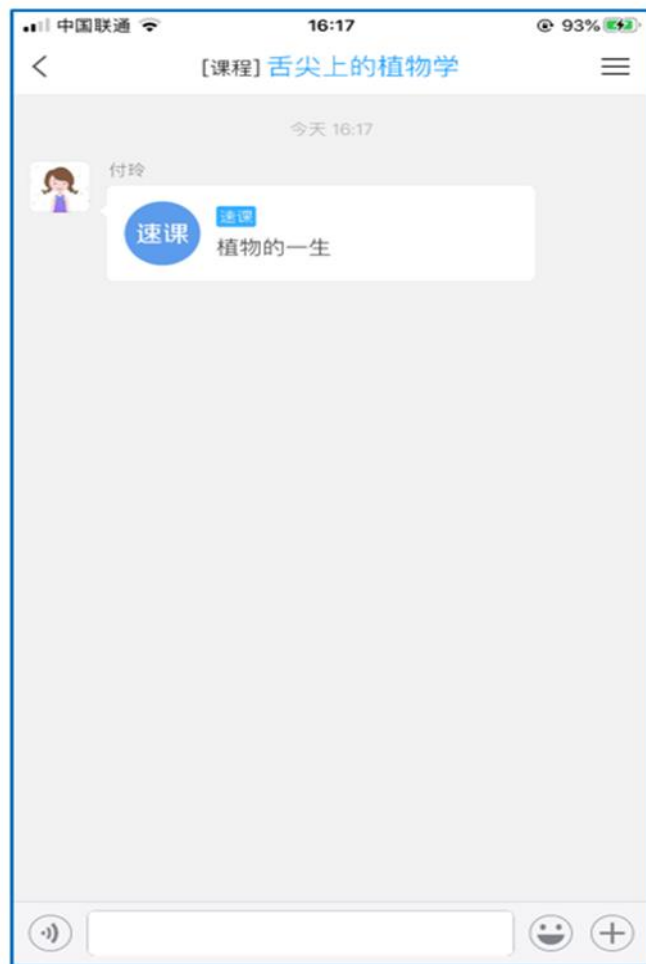 中国联通 16:17 93%
[课程] 舌尖上的植物学
今天 16:17
付玲
速课
速课
植物的一生